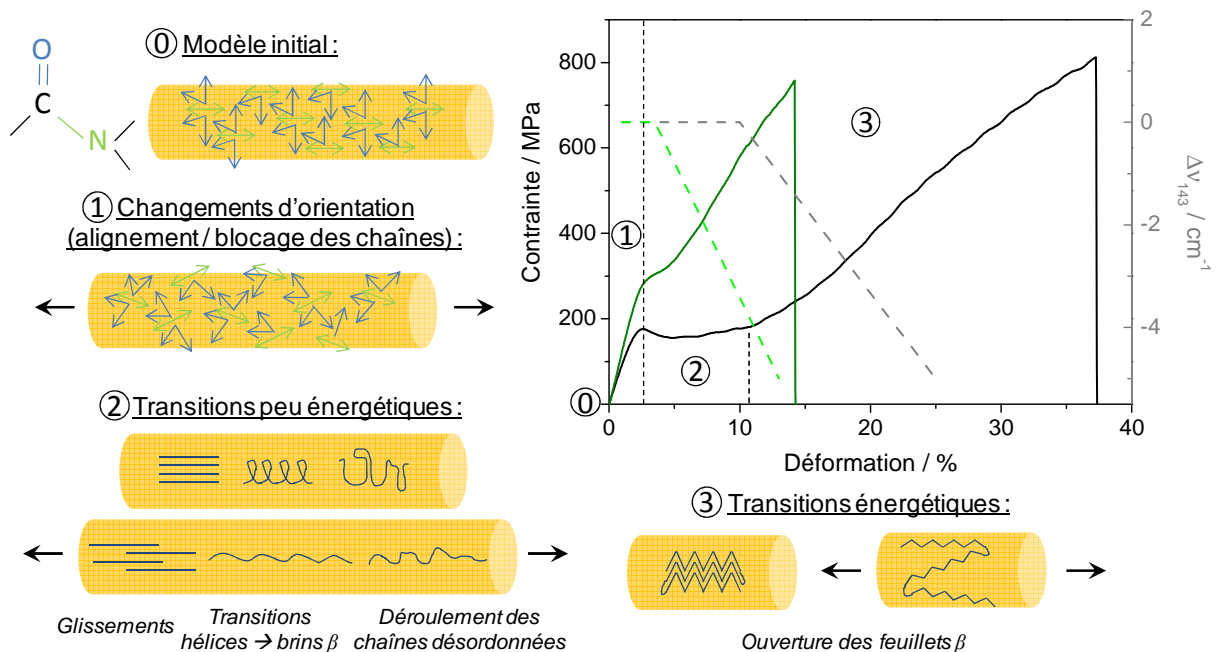 O
C
N
⓪ Modèle initial :
① Changements d'orientation
(alignement / blocage des chaînes) :
② Transitions peu énergétiques :
Glissements
Transitions
hélices → brins β
Déroulement des
chaînes désordonnées
Contrainte / MPa
800
600
400
200
0
⓪
①
②
③
0
10
20
30
40
Déformation / %
2
0
-2
-4
Δν₁₄₃ / cm⁻¹
③ Transitions énergétiques :
Ouverture des feuillets β